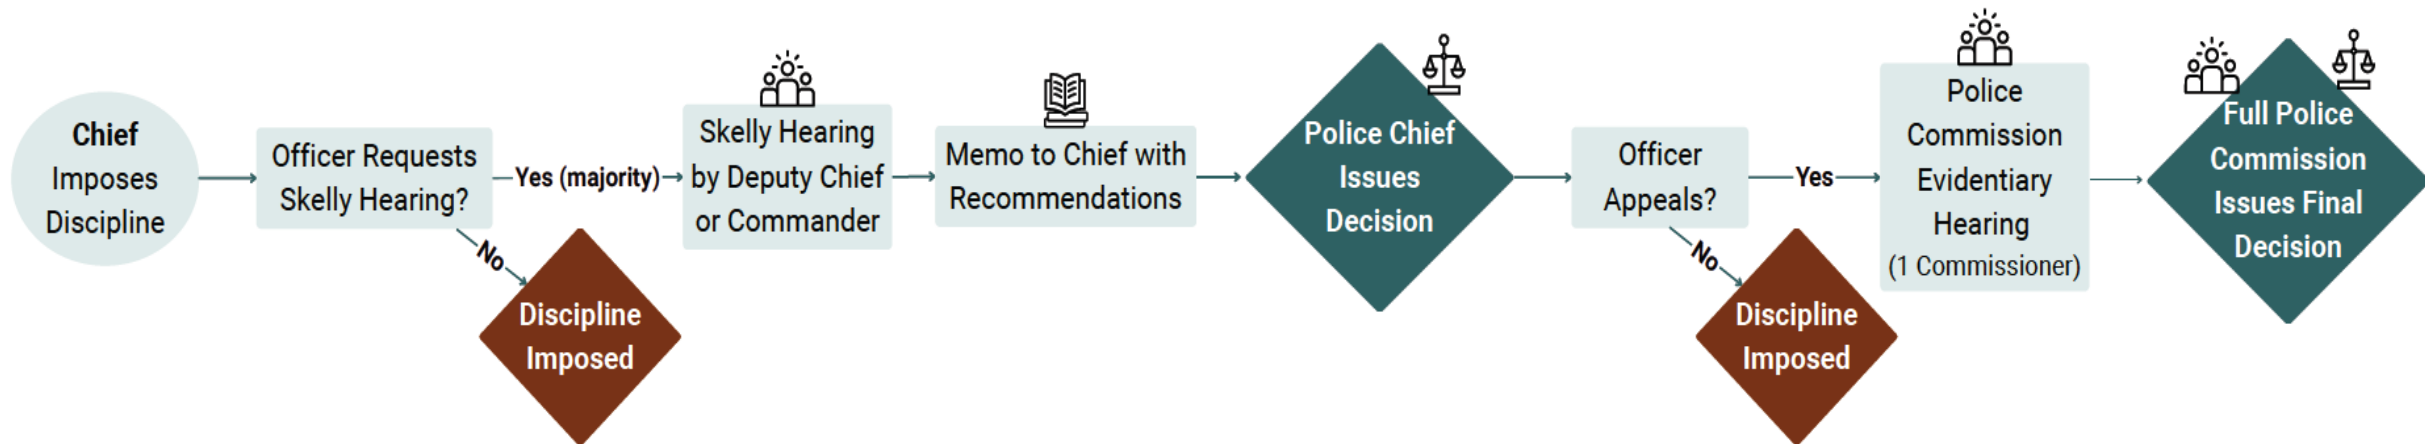 Chief
Imposes
Discipline
Officer Requests
Skelly Hearing?
Yes (majority)
No
Discipline
Imposed
Skelly Hearing
by Deputy Chief
or Commander
Memo to Chief with
Recommendations
Police Chief
Issues
Decision
Officer
Appeals?
Yes
No
Discipline
Imposed
Police
Commission
Evidentiary
Hearing
(1 Commissioner)
Full Police
Commission
Issues Final
Decision